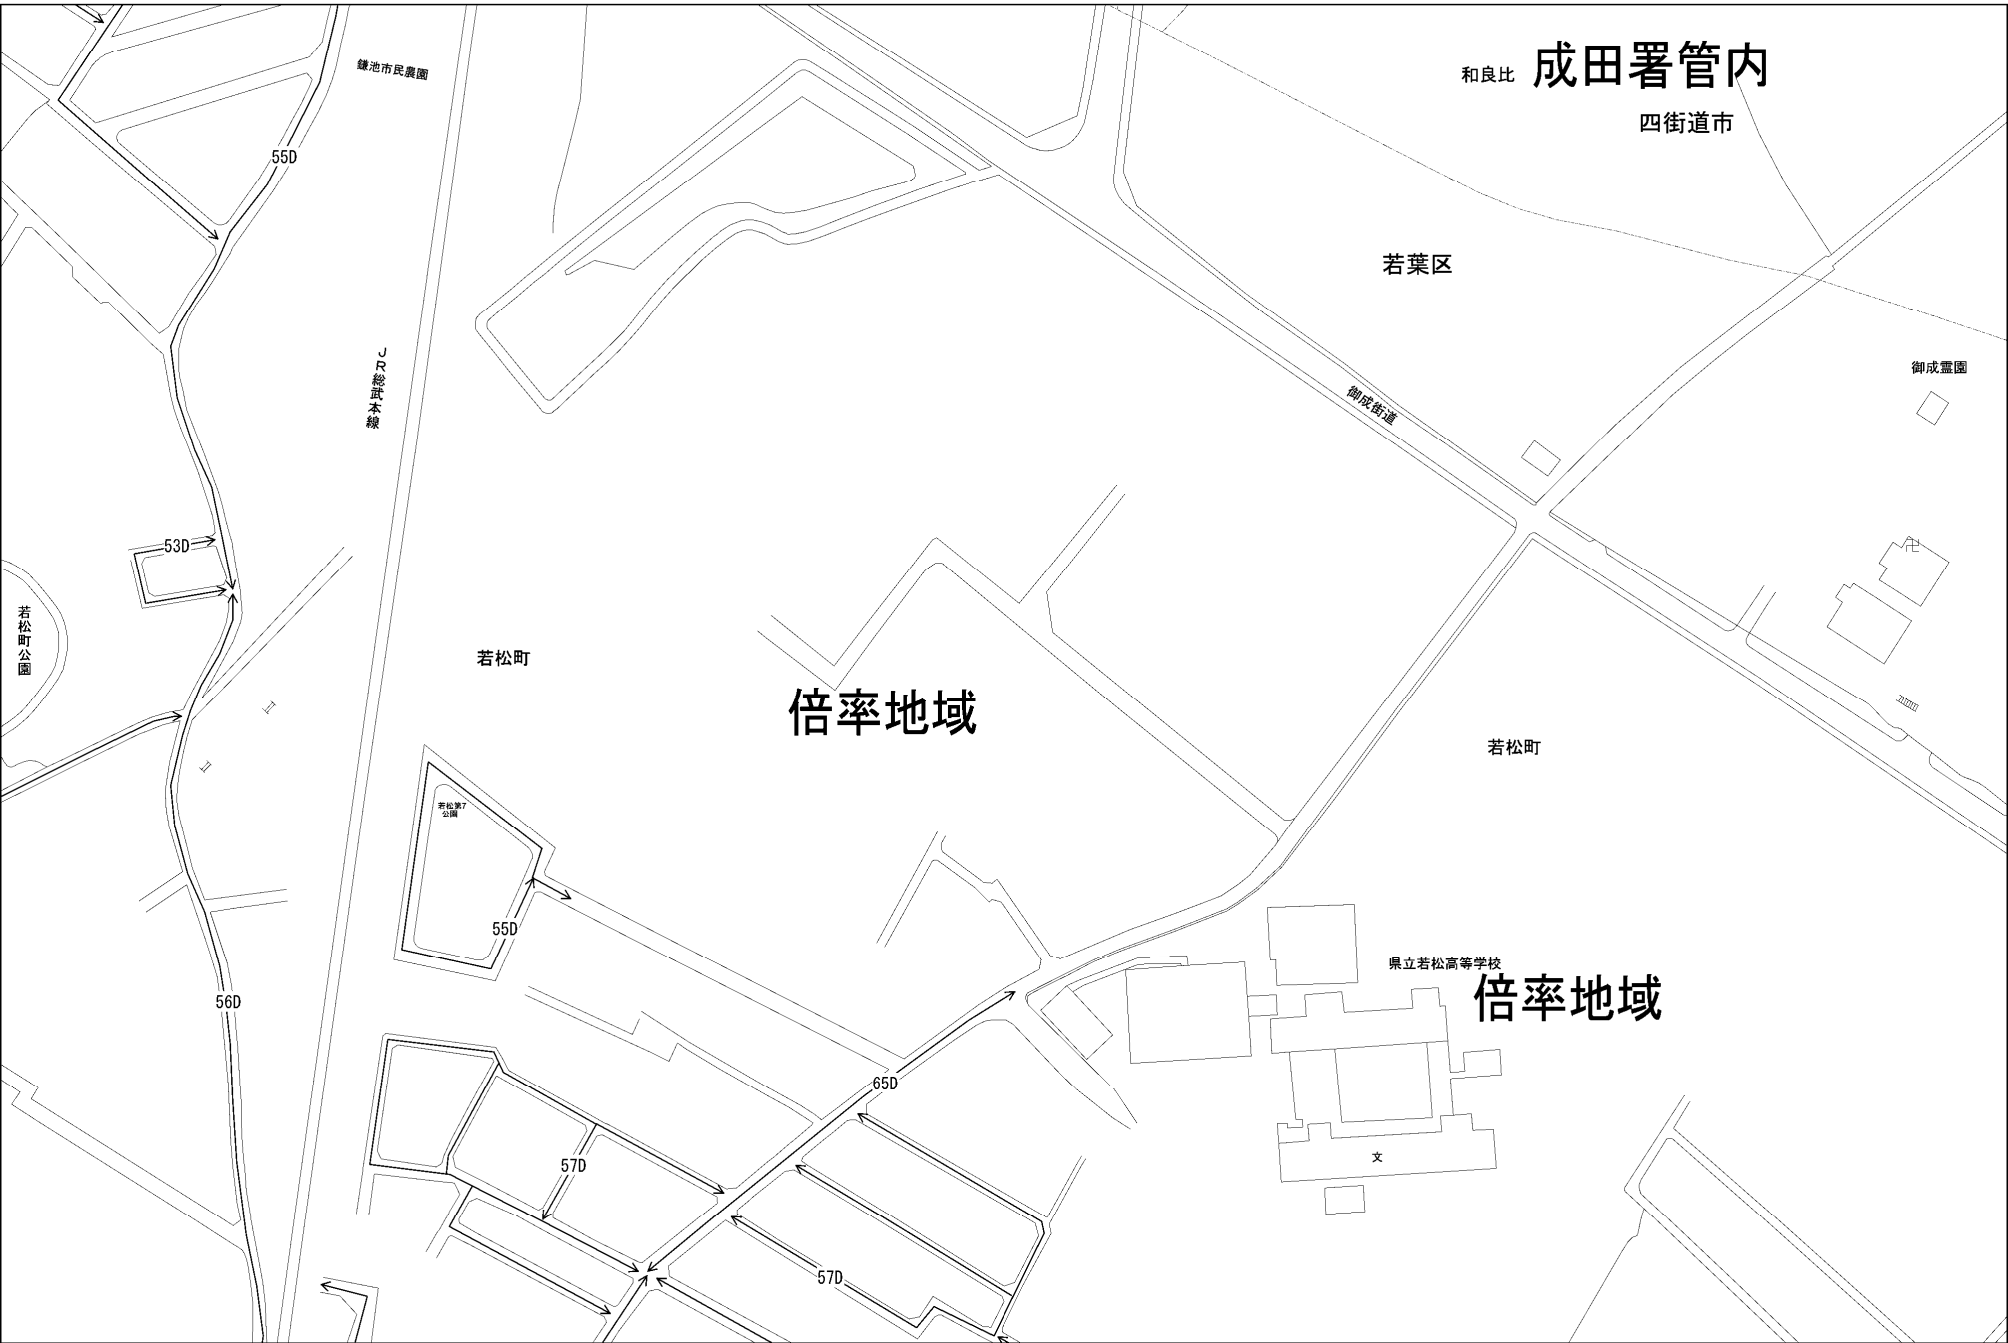 鎌池市民農園
和良比
成田署管内
四街道市
55D
若葉区
JR総武本線
御成街道
御成霊園
53D
卍
若松町公園
若松町
倍率地域
若松町
若松第7
公園
55D
県立若松高等学校
倍率地域
56D
65D
57D
文
57D